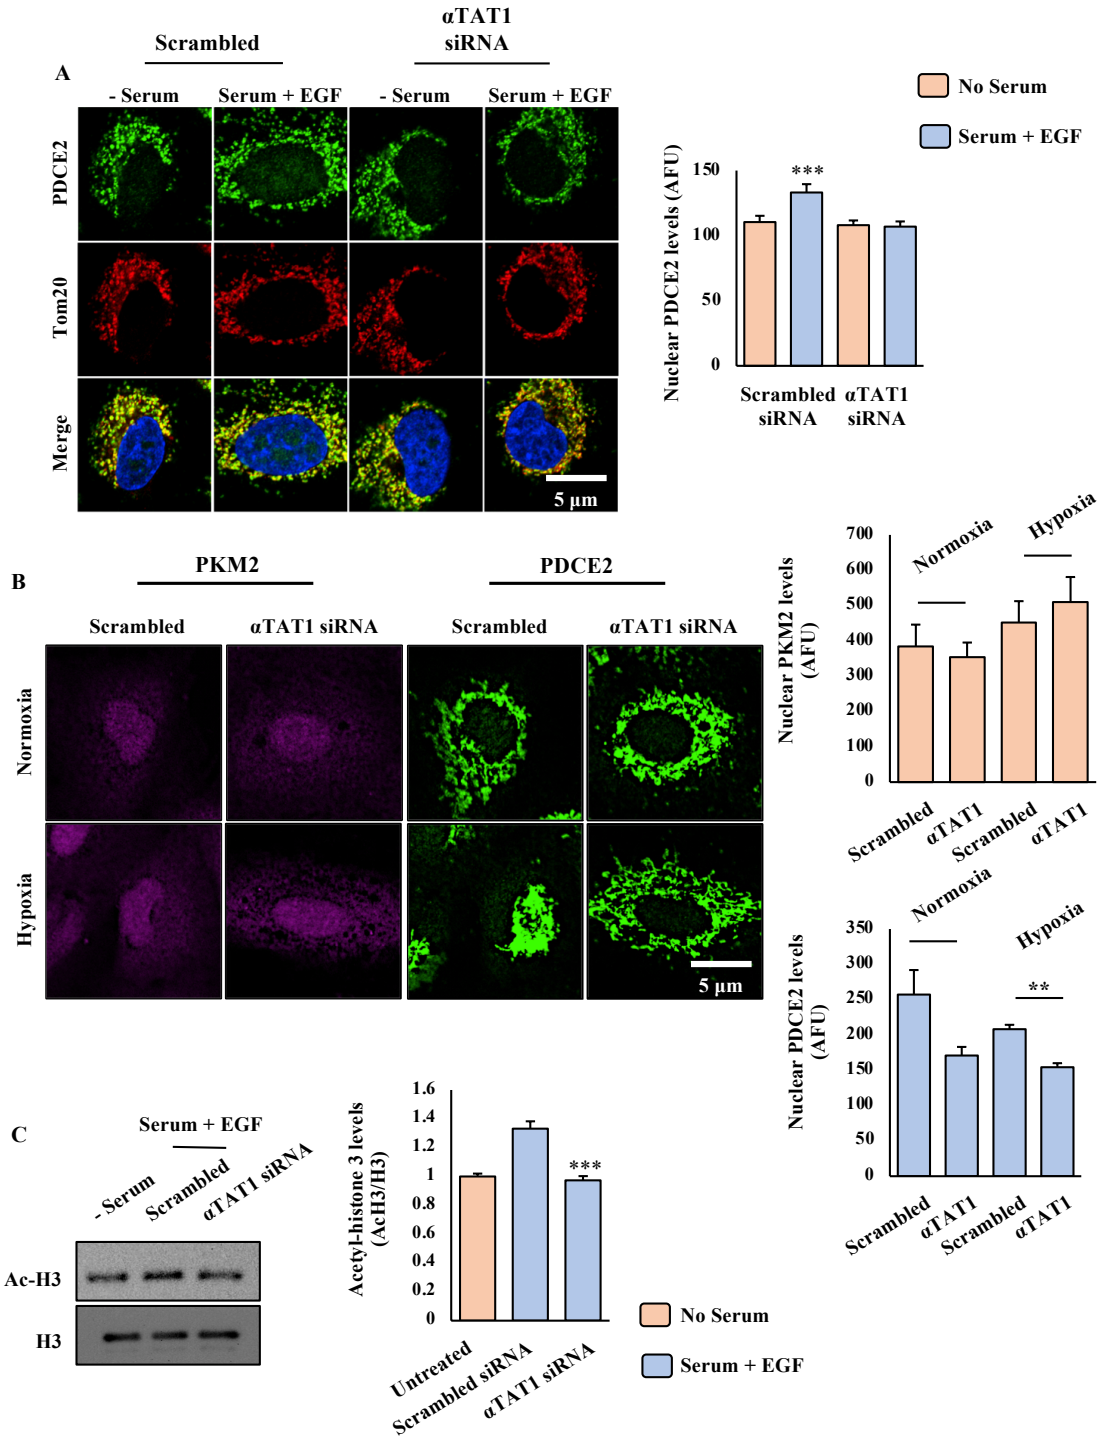 Scrambled
αTAT1
siRNA
A
- Serum
Serum + EGF
- Serum
Serum + EGF
PDCE2
Tom20
Merge
5 μm
No Serum
Serum + EGF
Nuclear PDCE2 levels (AFU)
150
100
50
0
***
Scrambled αTAT1
siRNA siRNA
B
PKM2
PDCE2
Scrambled
αTAT1 siRNA
Scrambled
αTAT1 siRNA
Normoxia
Hypoxia
5 μm
Nuclear PKM2 levels
(AFU)
700
600
500
400
300
200
100
0
Normoxia
Hypoxia
Scrambled
αTAT1
Scrambled
αTAT1
Nuclear PDCE2 levels
(AFU)
350
300
250
200
150
100
50
0
Normoxia
Hypoxia
**
Scrambled
αTAT1
Scrambled
αTAT1
C
Serum + EGF
- Serum
Scrambled
αTAT1 siRNA
Ac-H3
H3
Acetyl-histone 3 levels
(AcH3/H3)
1.6
1.4
1.2
1
0.8
0.6
0.4
0.2
0
***
Untreated
Scrambled siRNA
αTAT1 siRNA
No Serum
Serum + EGF